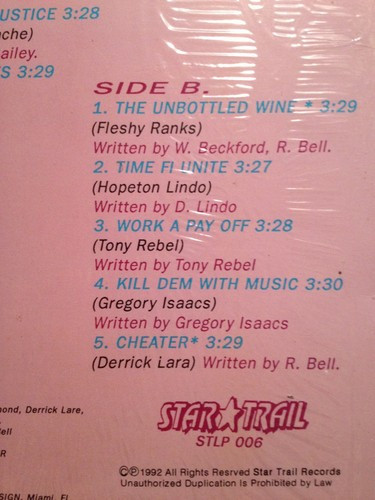 USTICE 3:28
che)
ailey.
S 3:29
SIDE B.
1. THE UNBOTTLED WINE * 3:29
(Fleshy Ranks)
Written by W. Beckford, R. Bell.
2. TIME FI UNITE 3:27
(Hopeton Lindo)
Written by D. Lindo
3. WORK A PAY OFF 3:28
(Tony Rebel)
Written by Tony Rebel
4. KILL DEM WITH MUSIC 3:30
(Gregory Isaacs)
Written by Gregory Isaacs
5. CHEATER* 3:29
(Derrick Lara) Written by R. Bell.
STAR TRAIL
STLP 006
mond, Derrick Lare,
Bell
R
©℗1992 All Rights Resrved Star Trail Records
Unauthorized Duplication Is Prohibited by Law
SIGN, Miami, Fl